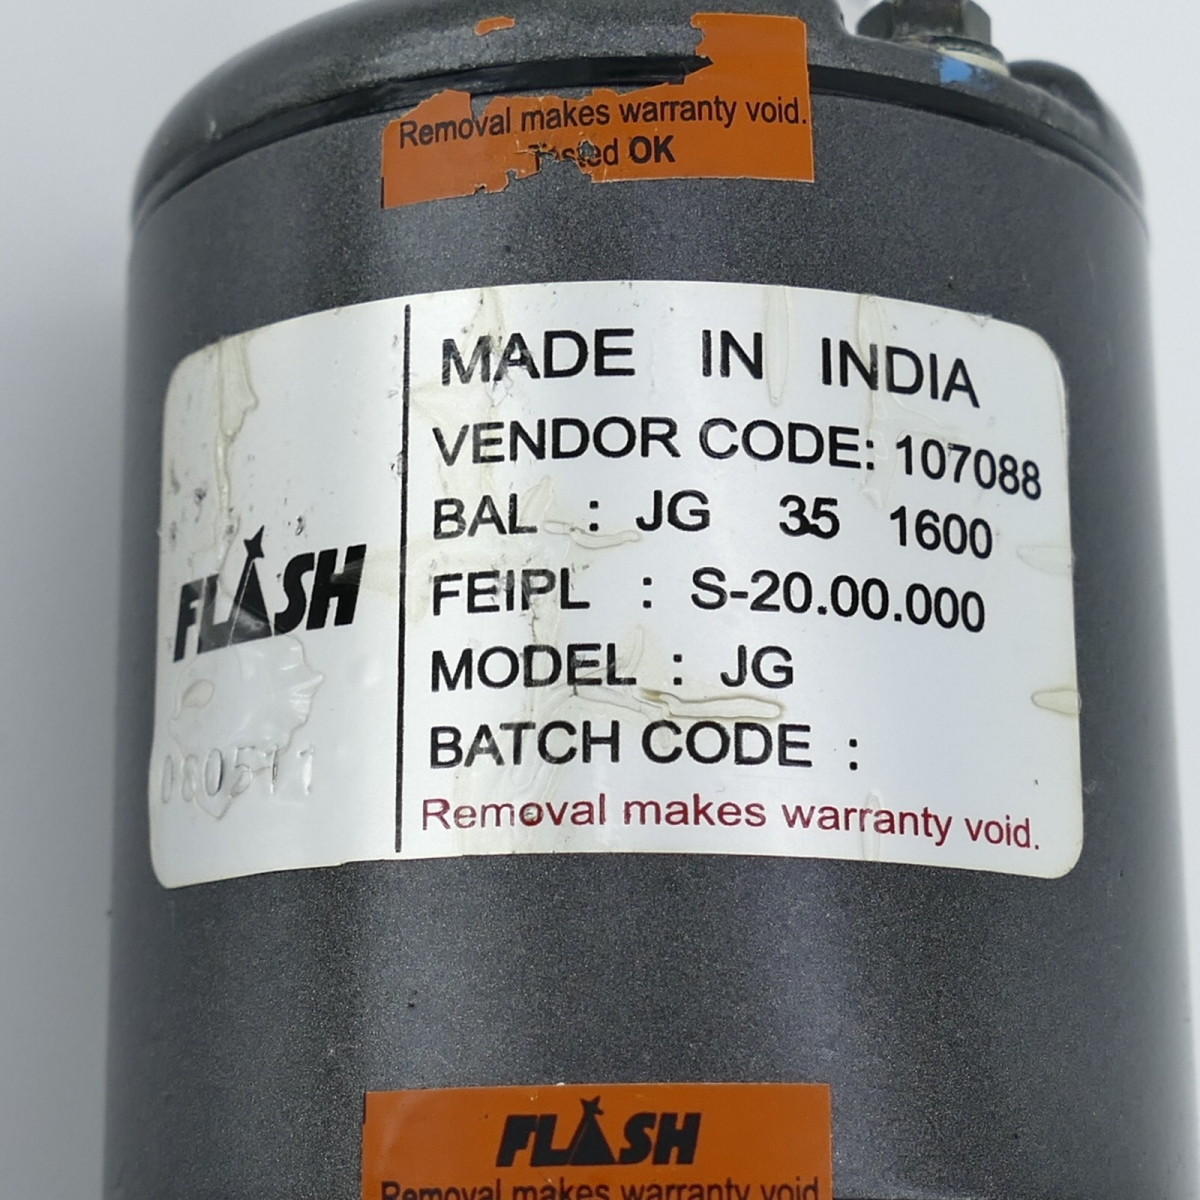 Removal makes warranty void.
Tested OK
MADE IN INDIA
VENDOR CODE: 107088
BAL : JG 35 1600
FEIPL : S-20.00.000
MODEL : JG
BATCH CODE :
Removal makes warranty void.
FLASH
080511
FLASH
Removal makes warranty void